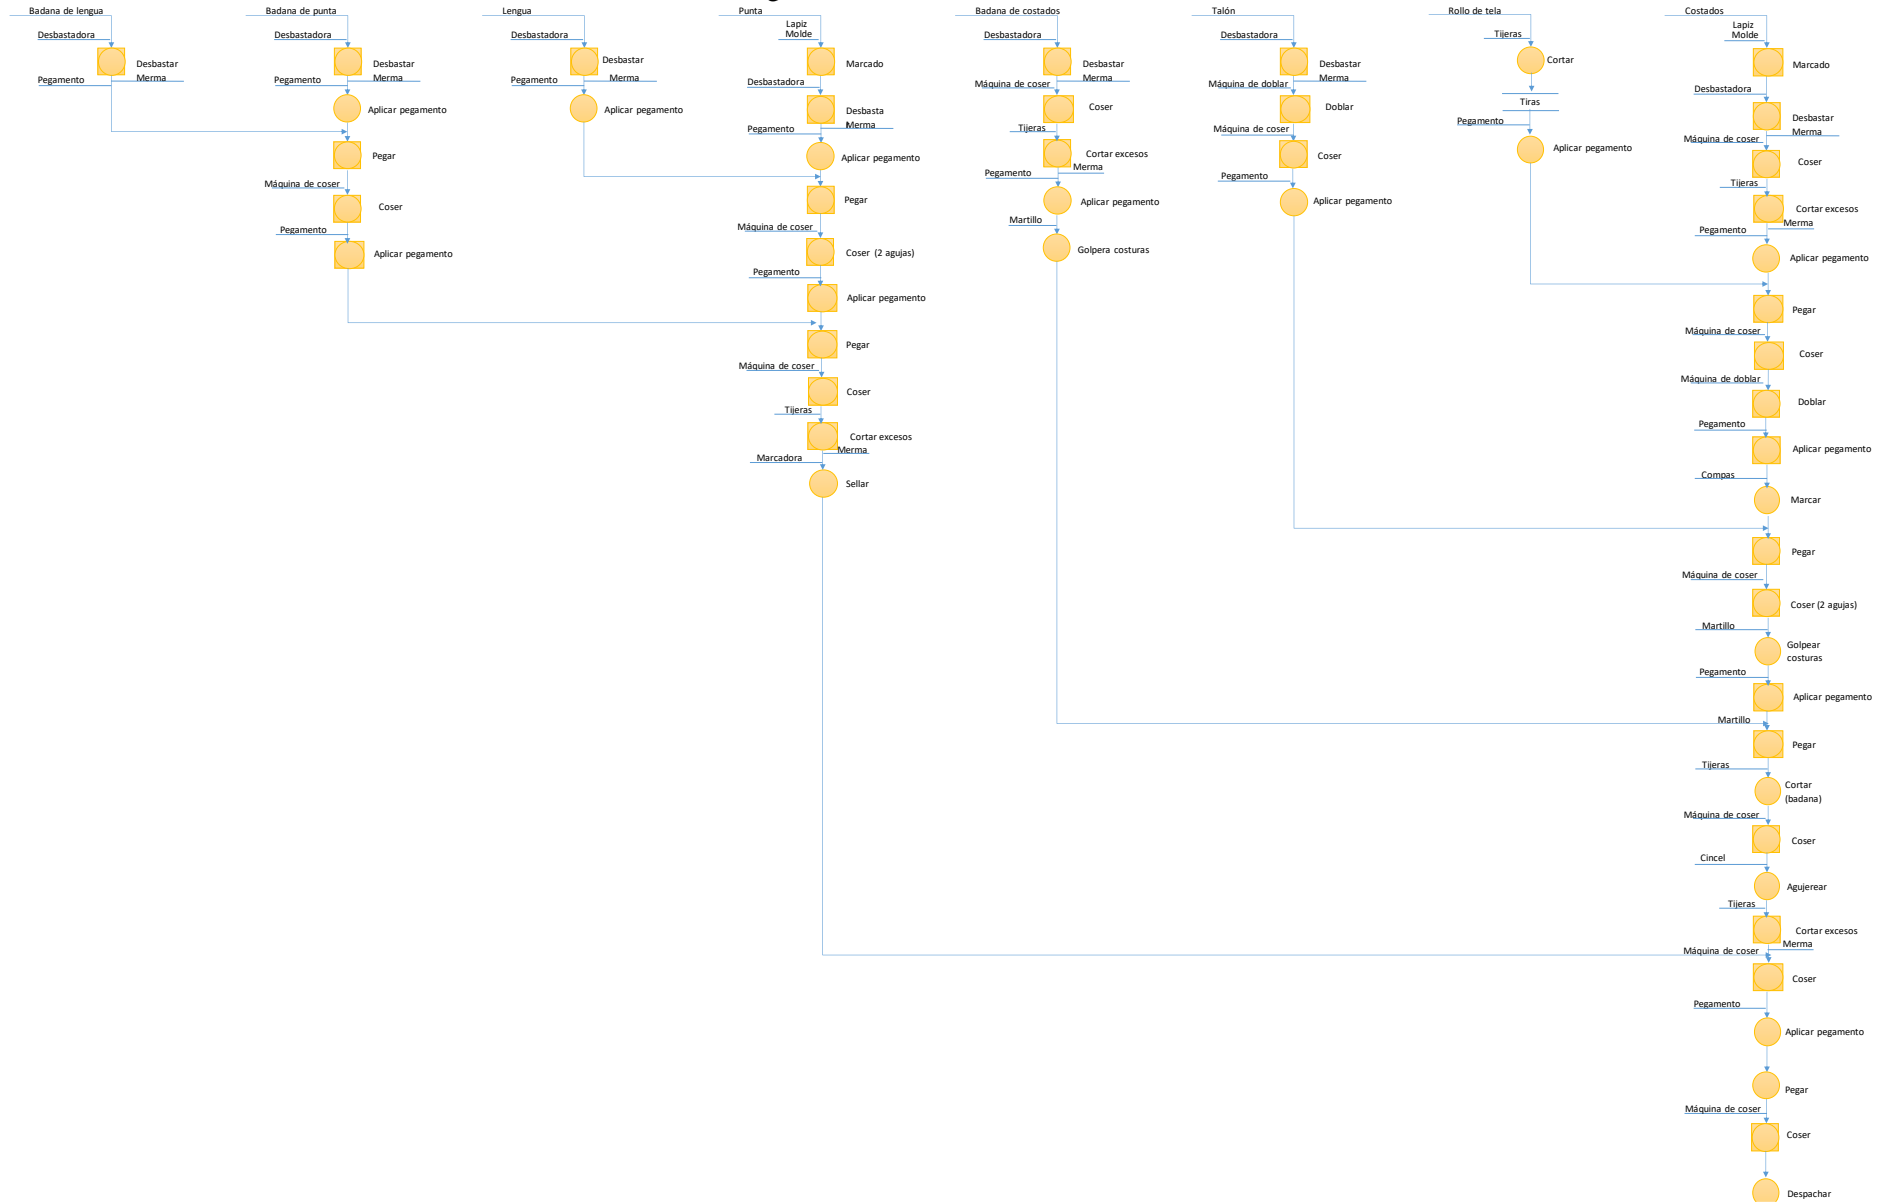 Badana de lengua
Desbastadora
Desbastar
Merma
Pegamento
Badana de punta
Desbastadora
Desbastar
Merma
Pegamento
Aplicar pegamento
Pegar
Máquina de coser
Coser
Pegamento
Aplicar pegamento
Lengua
Desbastadora
Desbastar
Merma
Pegamento
Aplicar pegamento
Punta
Lapiz
Molde
Marcado
Desbastadora
Desbasta
Merma
Pegamento
Aplicar pegamento
Pegar
Máquina de coser
Coser (2 agujas)
Pegamento
Aplicar pegamento
Pegar
Máquina de coser
Coser
Tijeras
Cortar excesos
Merma
Marcadora
Sellar
Badana de costados
Desbastadora
Desbastar
Merma
Máquina de coser
Coser
Tijeras
Cortar excesos
Merma
Pegamento
Aplicar pegamento
Martillo
Golpera costuras
Talón
Desbastadora
Desbastar
Merma
Máquina de doblar
Doblar
Máquina de coser
Coser
Pegamento
Aplicar pegamento
Rollo de tela
Tijeras
Cortar
Tiras
Pegamento
Aplicar pegamento
Costados
Lapiz
Molde
Marcado
Desbastadora
Desbastar
Merma
Máquina de coser
Coser
Tijeras
Cortar excesos
Merma
Pegamento
Aplicar pegamento
Pegar
Máquina de coser
Coser
Máquina de doblar
Doblar
Pegamento
Aplicar pegamento
Compas
Marcar
Pegar
Máquina de coser
Coser (2 agujas)
Martillo
Golpear
costuras
Pegamento
Aplicar pegamento
Martillo
Pegar
Tijeras
Cortar
(badana)
Máquina de coser
Coser
Cincel
Agujerear
Tijeras
Cortar excesos
Merma
Máquina de coser
Coser
Pegamento
Aplicar pegamento
Pegar
Máquina de coser
Coser
Despachar